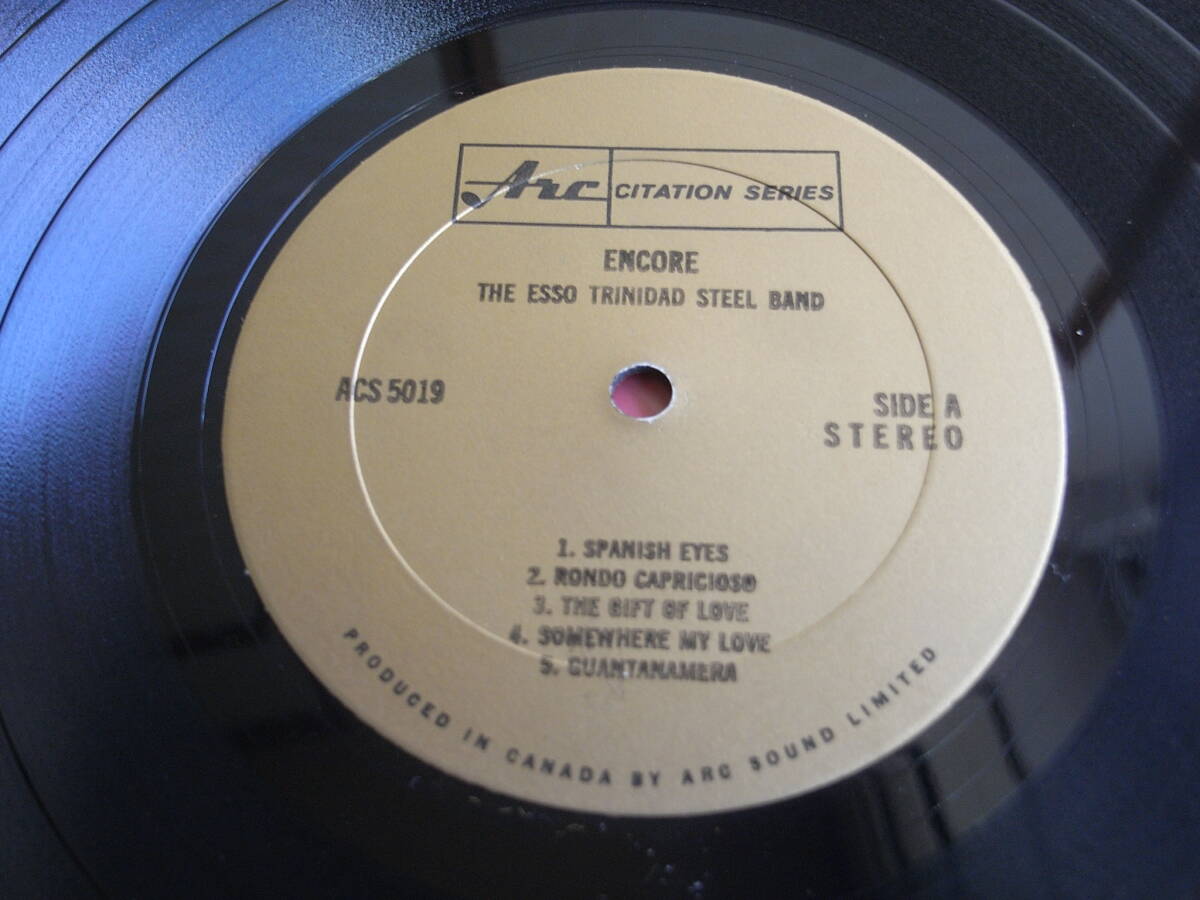 Arc CITATION SERIES
ENCORE
THE ESSO TRINIDAD STEEL BAND
ACS 5019
SIDE A
STEREO
1. SPANISH EYES
2. RONDO CAPRICIOSO
3. THE GIFT OF LOVE
4. SOMEWHERE MY LOVE
5. GUANTANAMERA
PRODUCED IN CANADA BY ARC SOUND LIMITED